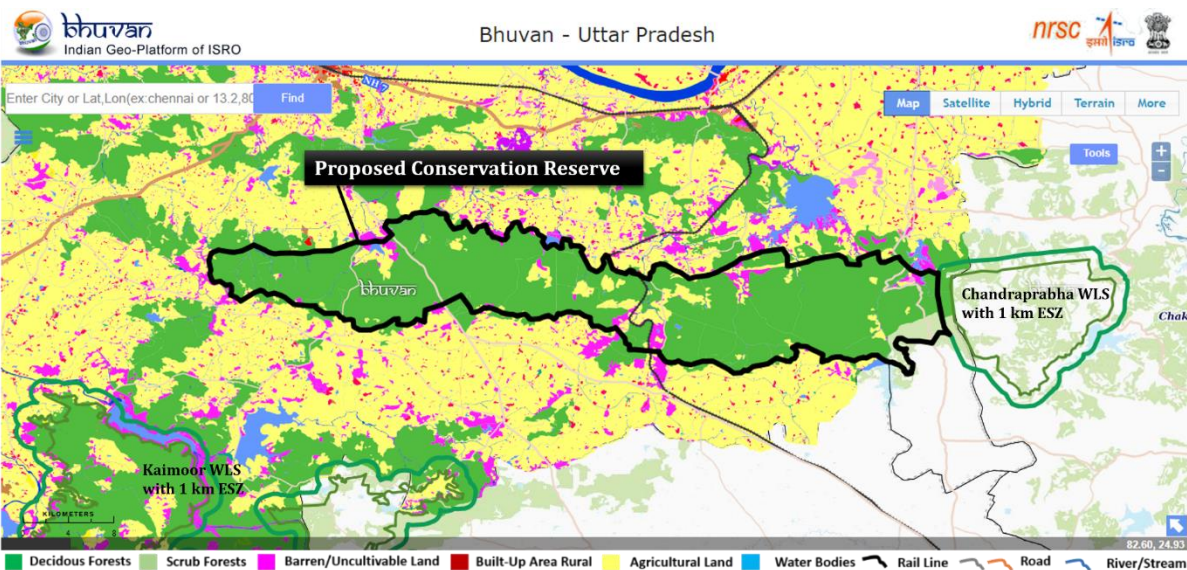 bhuvan
Indian Geo-Platform of ISRO
Bhuvan - Uttar Pradesh
nrsc
इसरो isro
NH7
Enter City or Lat,Lon(ex:chennai or 13.2,80
Find
Map
Satellite
Hybrid
Terrain
More
Tools
+
-
Proposed Conservation Reserve
bhuvan
Chandraprabha WLS
with 1 km ESZ
Chak
Kaimoor WLS
with 1 km ESZ
KILOMETERS
4 8
82.60, 24.93
Decidous Forests
Scrub Forests
Barren/Uncultivable Land
Built-Up Area Rural
Agricultural Land
Water Bodies
Rail Line
Road
River/Stream